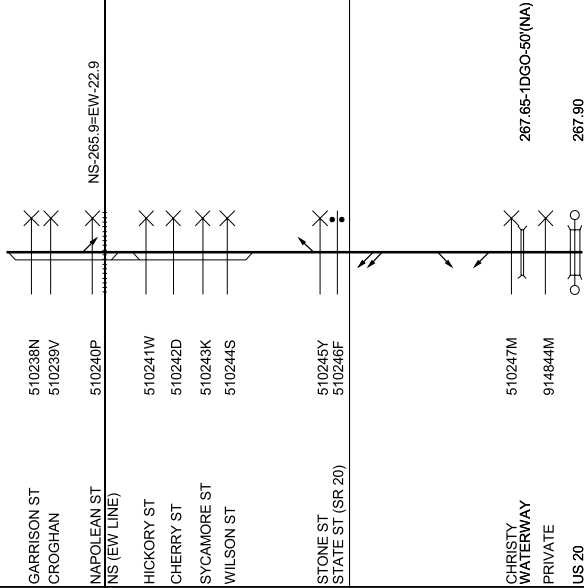 NS-265.9=EW-22.9
267.65-1DGO-50'(NA)
267.90
510238N
510239V
510240P
510241W
510242D
510243K
510244S
510245Y
510246F
510247M
914844M
GARRISON ST
CROGHAN
NAPOLEAN ST
NS (EW LINE)
HICKORY ST
CHERRY ST
SYCAMORE ST
WILSON ST
STONE ST
STATE ST (SR 20)
CHRISTY
WATERWAY
PRIVATE
US 20